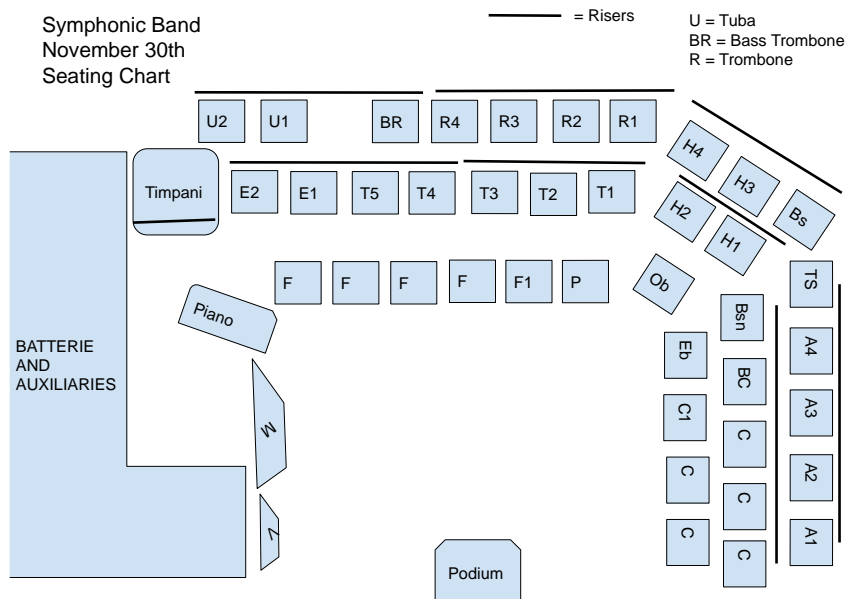 Symphonic Band
November 30th
Seating Chart
= Risers
U = Tuba
BR = Bass Trombone
R = Trombone
U2 U1 BR R4 R3 R2 R1
H4 H3 Bs
Timpani E2 E1 T5 T4 T3 T2 T1
H2 H1
F F F F F1 P Ob TS
Piano
Bsn
Eb A4
BATTERIE
AND
AUXILIARIES
BC
C1 A3
M
C
C A2
C
C A1
V
C
Podium